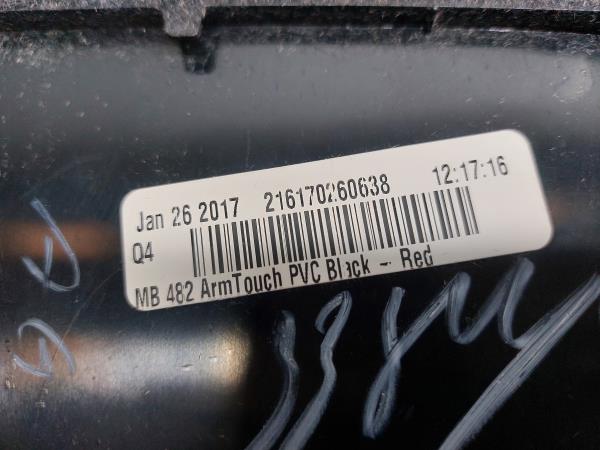 Jan 26 2017 216170260638 12:17:16
Q4
MB 482 ArmTouch PVC Black - Red